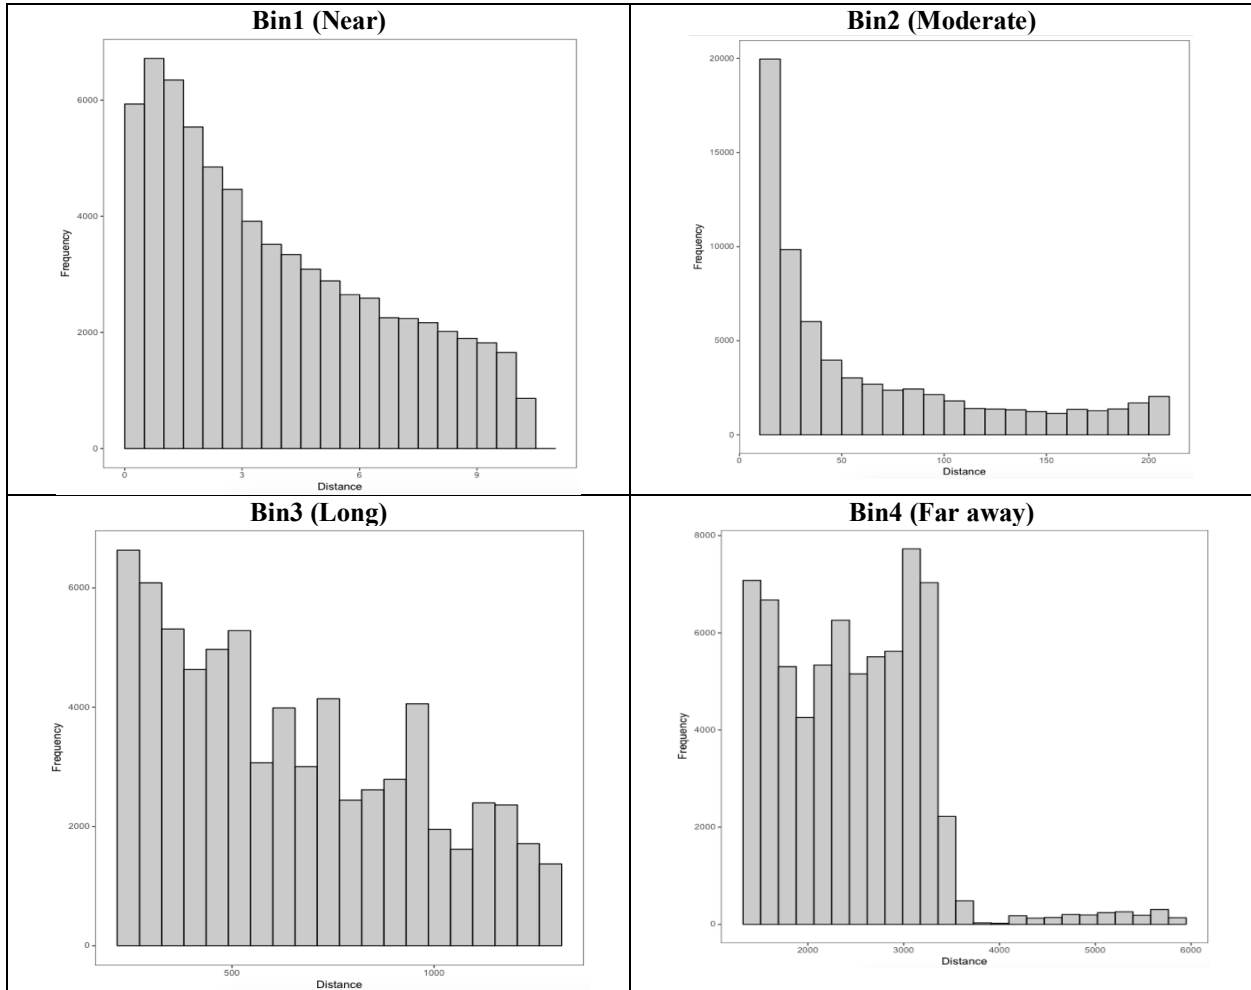 Bin1 (Near)
6000
4000
2000
0
Frequency
0 3 6 9
Distance
Bin2 (Moderate)
20000
15000
10000
5000
0
Frequency
0 50 100 150 200
Distance
Bin3 (Long)
6000
4000
2000
0
Frequency
500 1000
Distance
Bin4 (Far away)
8000
6000
4000
2000
0
Frequency
2000 3000 4000 5000 6000
Distance